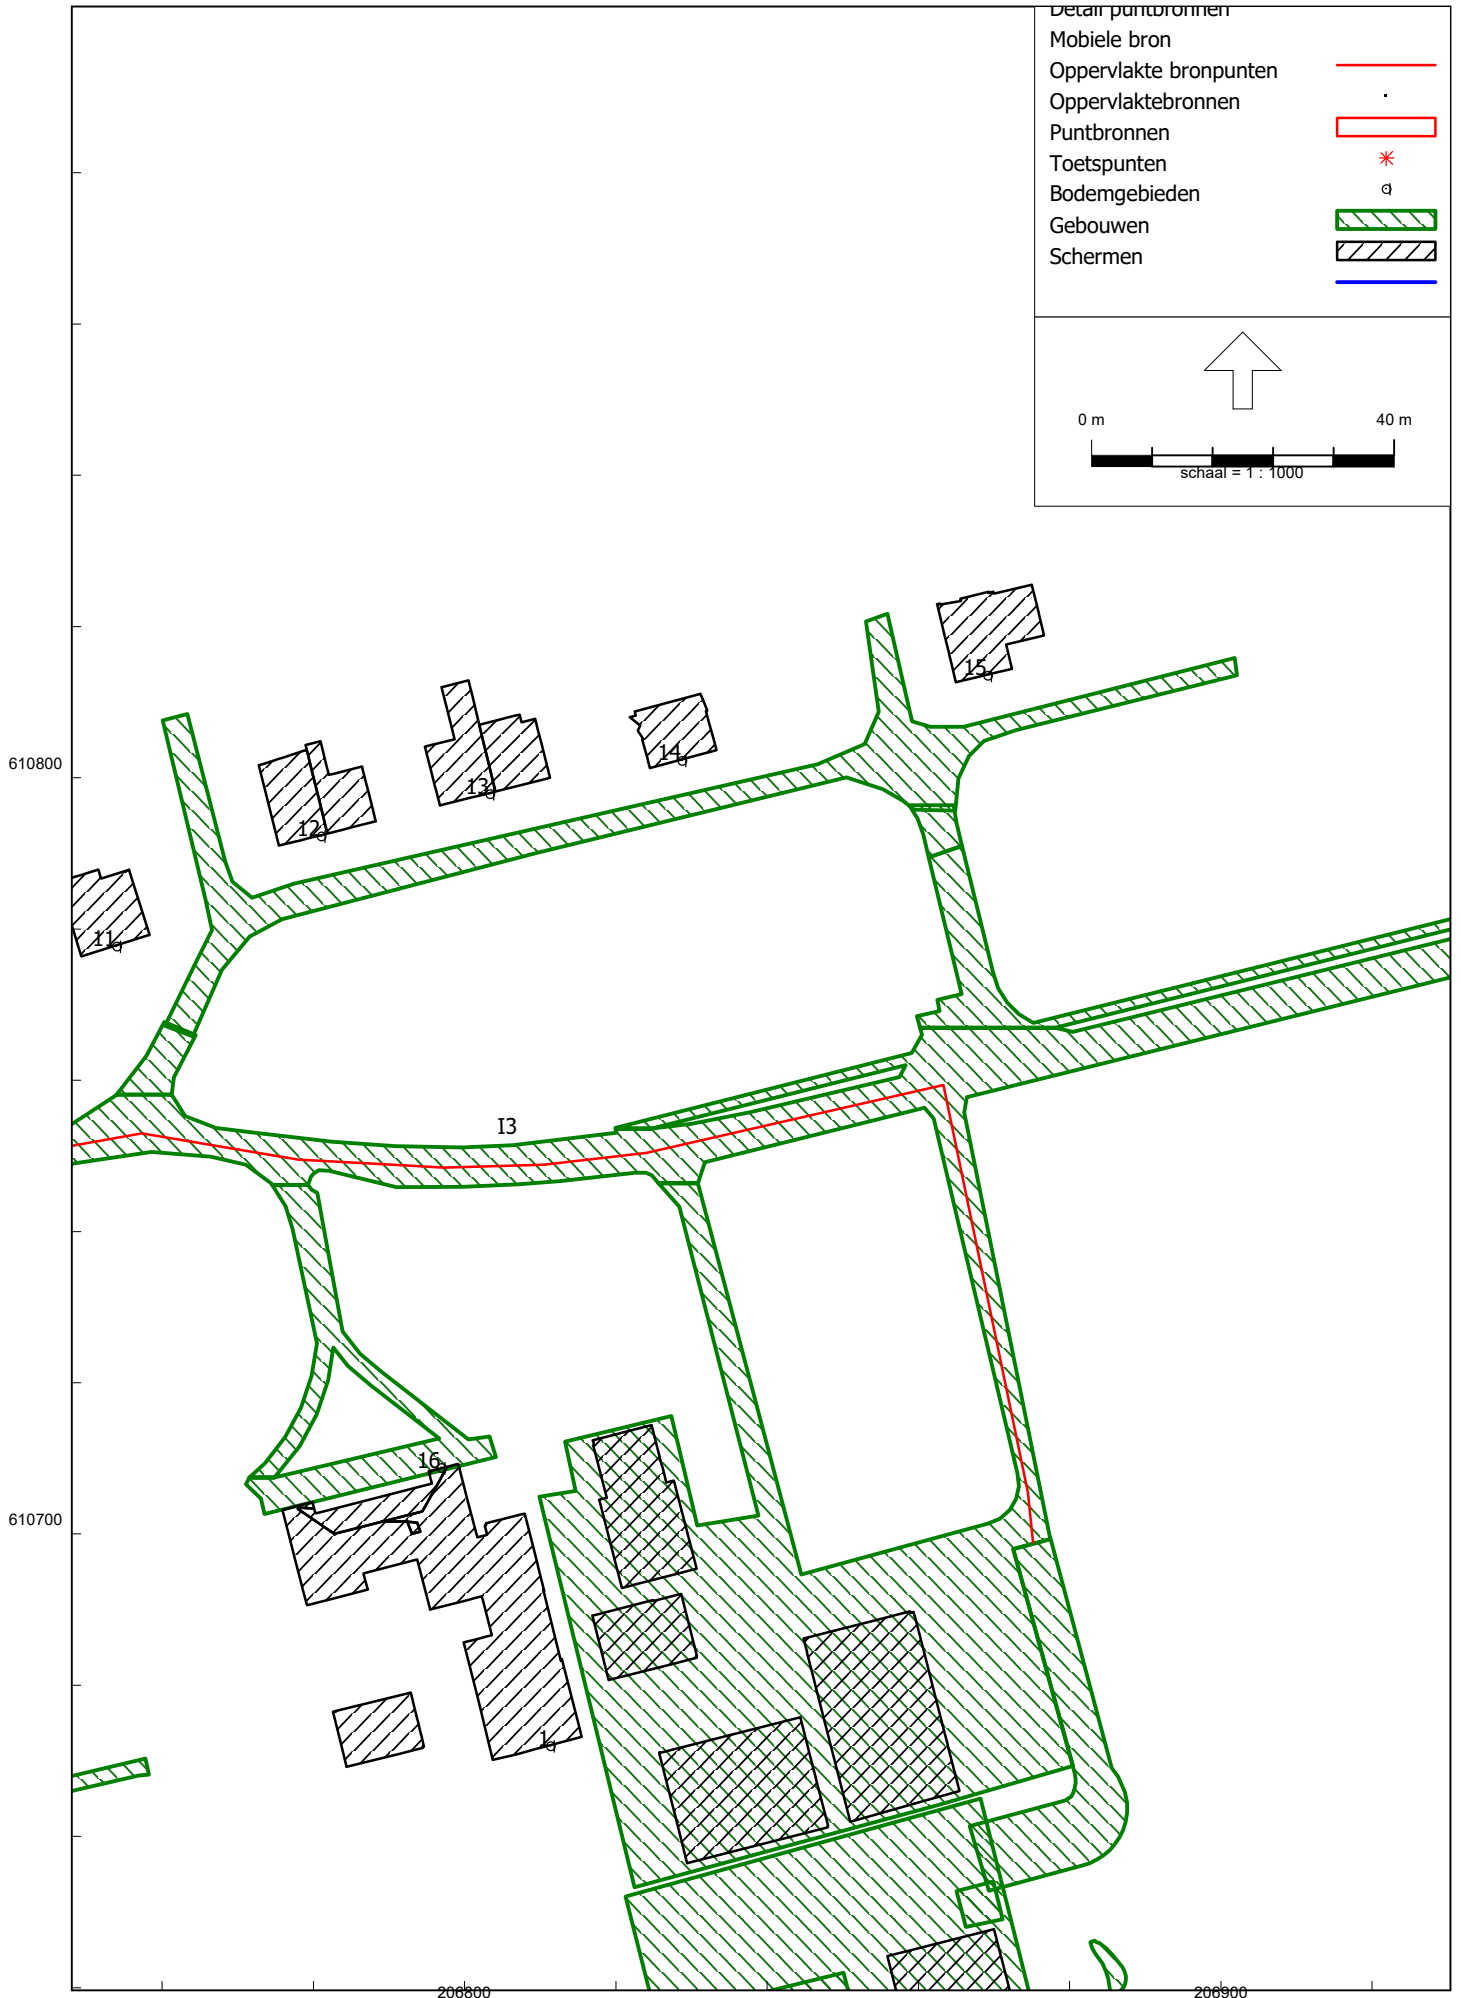 Detail puntbronnen
Mobiele bron
Oppervlakte bronpunten
Oppervlaktebronnen
Puntbronnen
Toetspunten
Bodemgebieden
Gebouwen
Schermen
0 m 40 m
schaal = 1 : 1000
15
14
610800
13
12
11
I3
16
610700
1
206800 206900